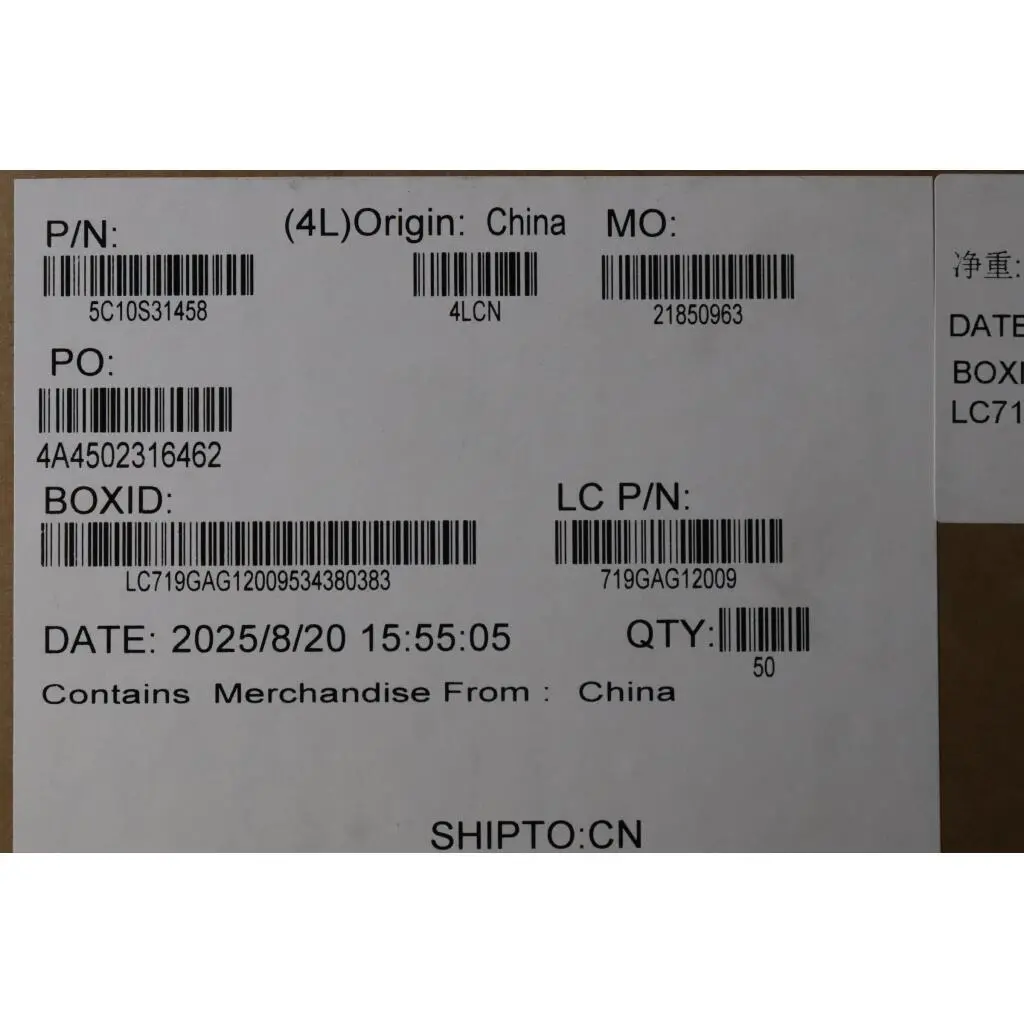 P/N:
(4L)Origin: China
MO:
5C10S31458
4LCN
21850963
PO:
4A4502316462
BOXID:
LC P/N:
LC719GAG12009534380383
719GAG12009
DATE: 2025/8/20 15:55:05
QTY:
50
Contains Merchandise From : China
SHIPTO:CN
净重:
DATE
BOXI
LC71